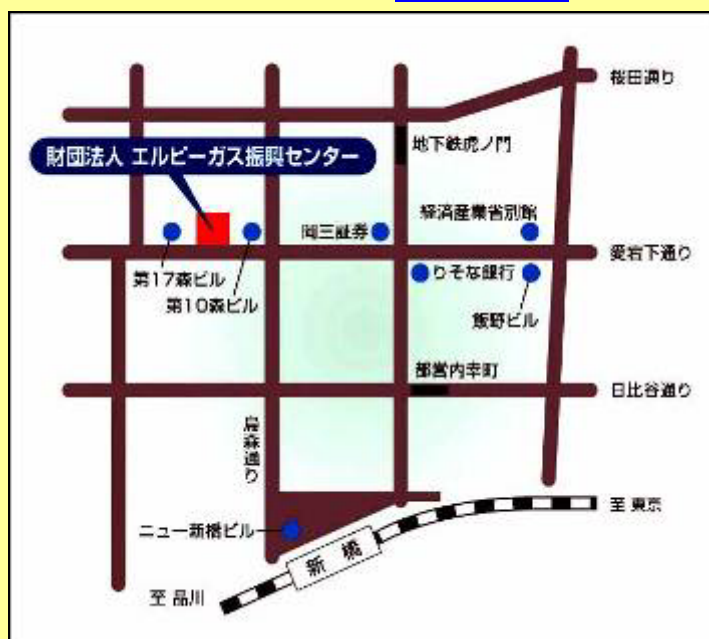 桜田通り
地下鉄虎ノ門
財団法人 エルピーガス振興センター
経済産業省別館
岡三証券
愛宕下通り
第17森ビル
りそな銀行
第10森ビル
飯野ビル
都営内幸町
日比谷通り
烏森通り
至 東京
ニュー新橋ビル
新橋
至 品川